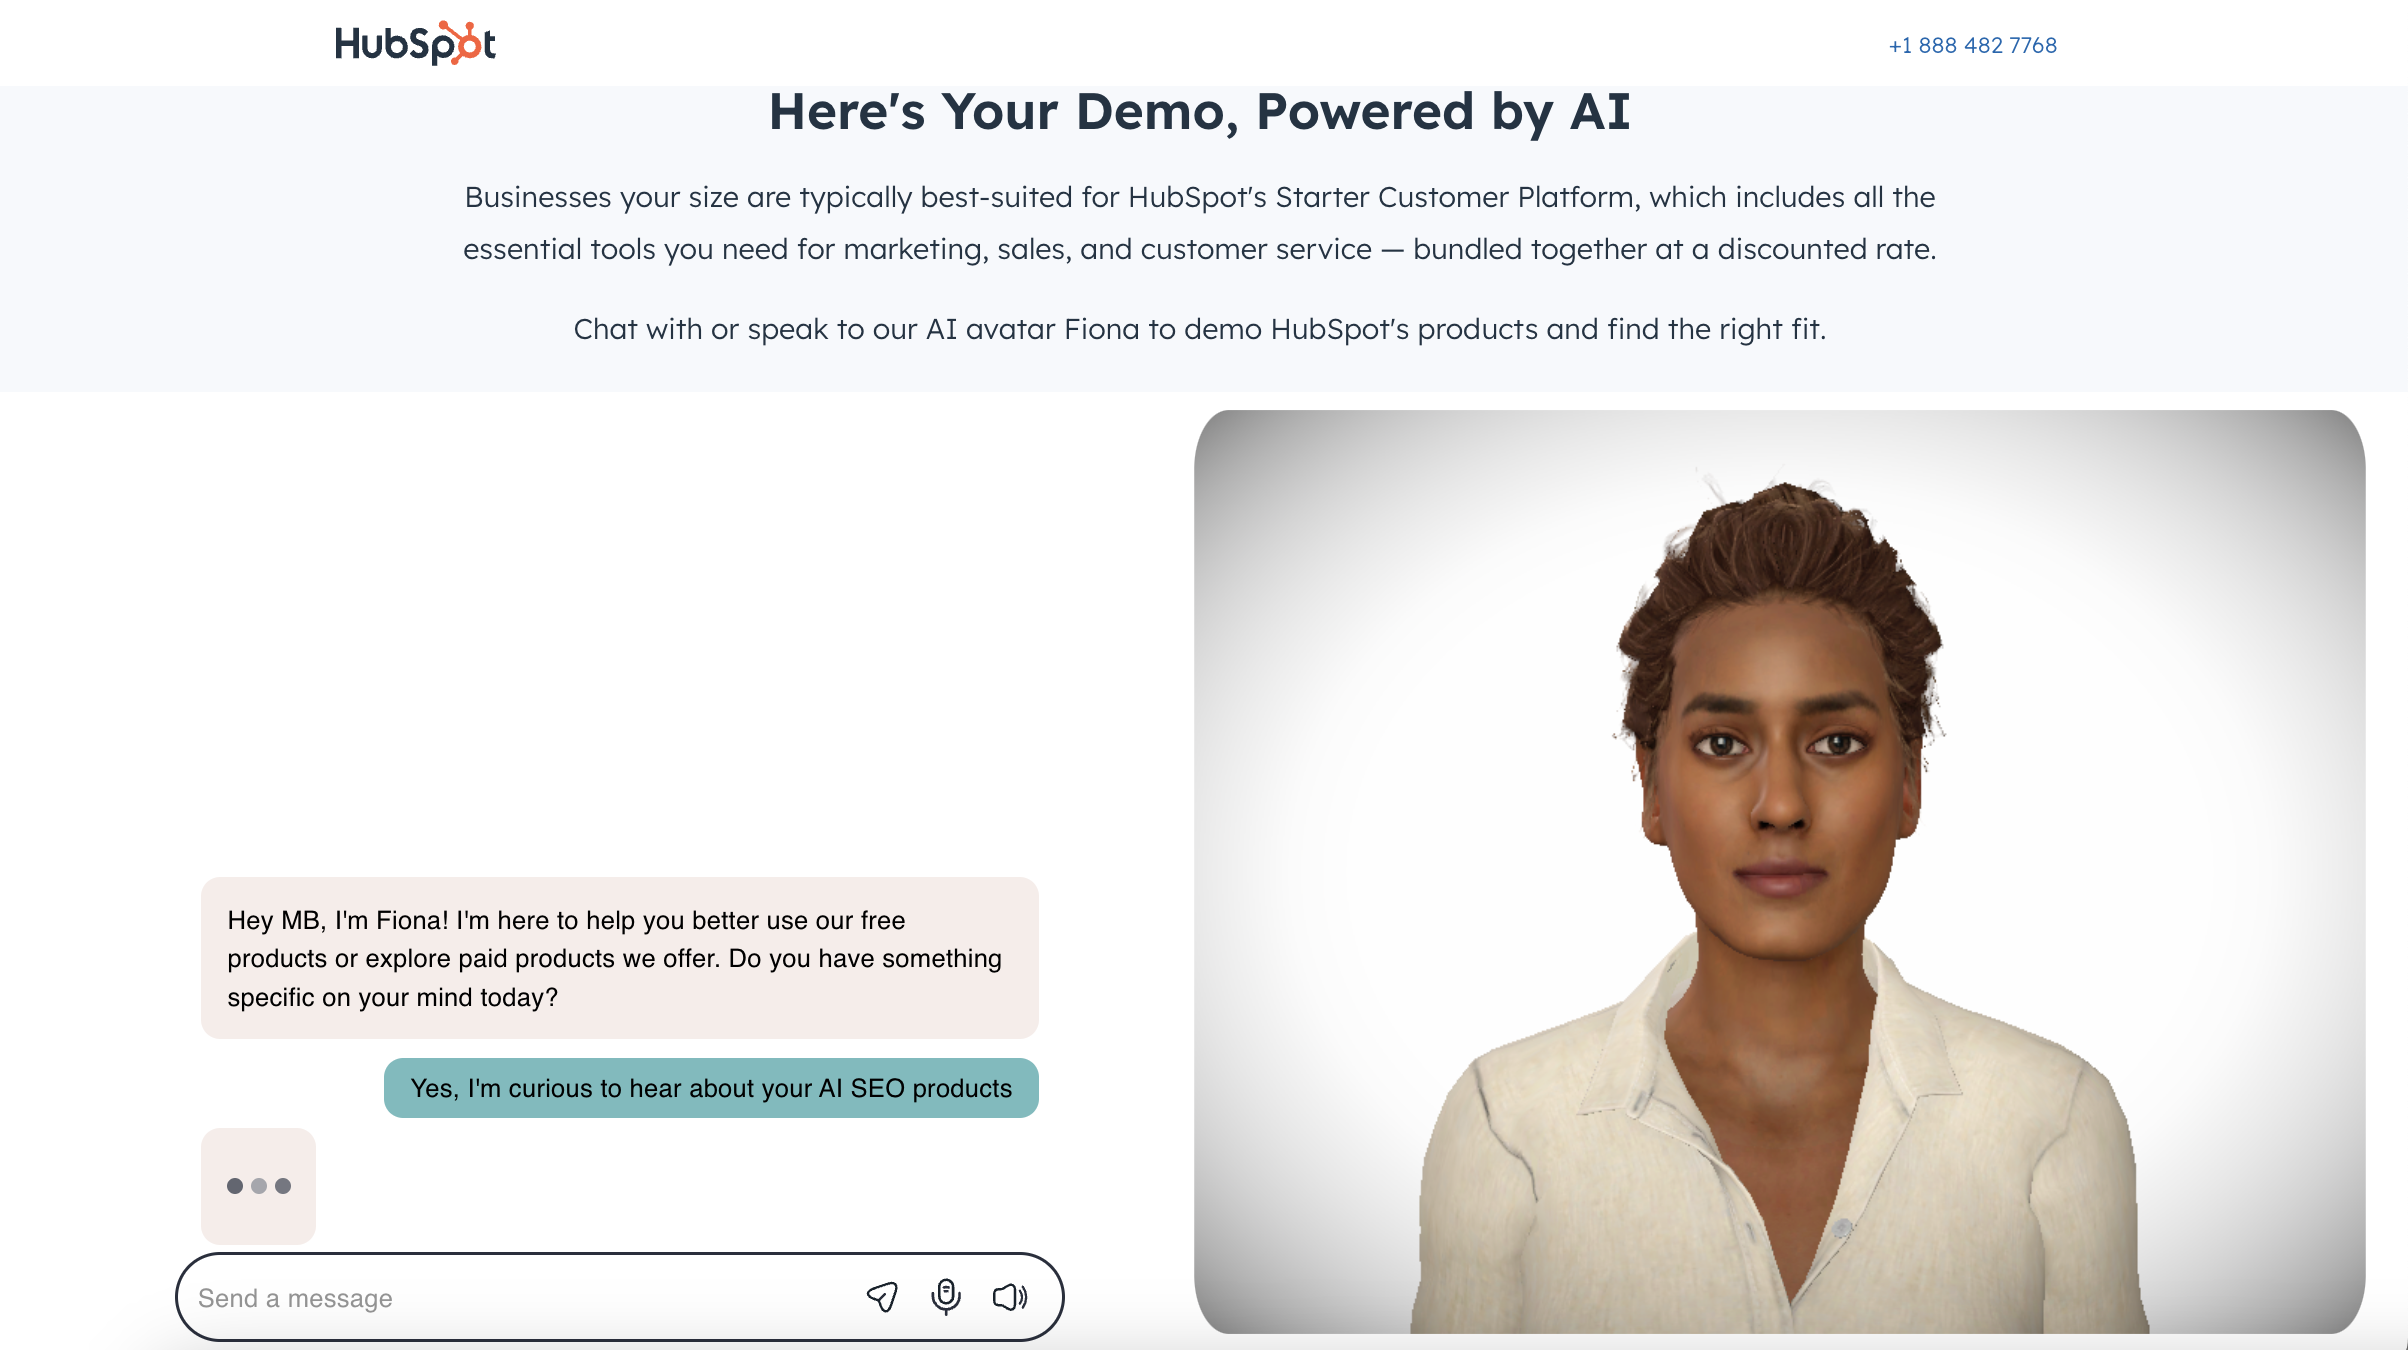 HubSpot
+1 888 482 7768
Here's Your Demo, Powered by AI
Businesses your size are typically best-suited for HubSpot's Starter Customer Platform, which includes all the
essential tools you need for marketing, sales, and customer service — bundled together at a discounted rate.
Chat with or speak to our AI avatar Fiona to demo HubSpot's products and find the right fit.
Hey MB, I'm Fiona! I'm here to help you better use our free
products or explore paid products we offer. Do you have something
specific on your mind today?
Yes, I'm curious to hear about your AI SEO products
Send a message